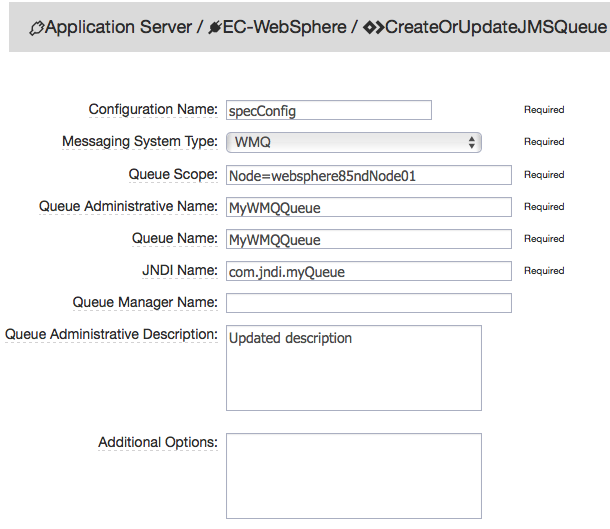 Application Server / EC-WebSphere / CreateOrUpdateJMSQueue
Configuration Name: specConfig Required
Messaging System Type: WMQ Required
Queue Scope: Node=websphere85ndNode01 Required
Queue Administrative Name: MyWMQQueue Required
Queue Name: MyWMQQueue Required
JNDI Name: com.jndi.myQueue Required
Queue Manager Name:
Queue Administrative Description: Updated description
Additional Options: